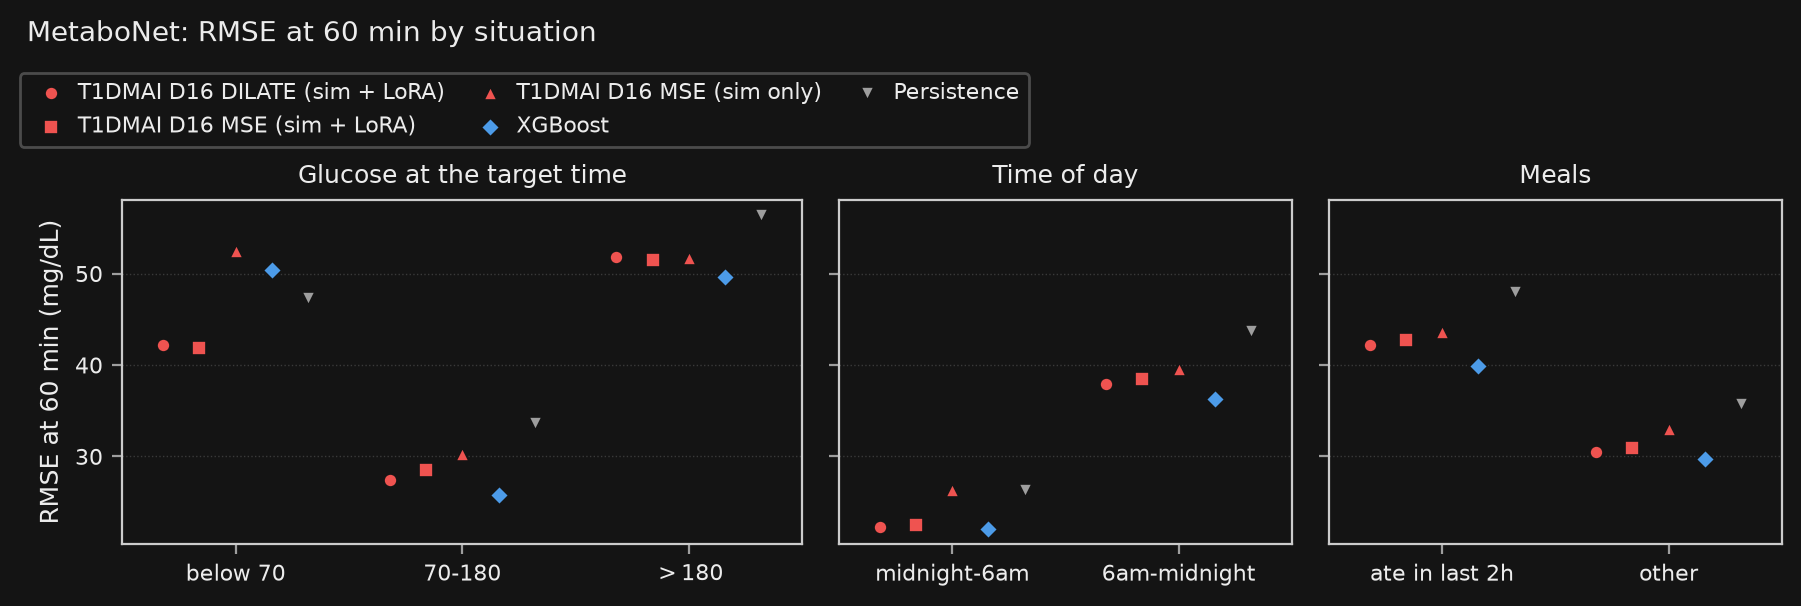 MetaboNet: RMSE at 60 min by situation
T1DMAI D16 DILATE (sim + LoRA)
T1DMAI D16 MSE (sim only)
Persistence
T1DMAI D16 MSE (sim + LoRA)
XGBoost
Glucose at the target time
Time of day
Meals
RMSE at 60 min (mg/dL)
50
40
30
below 70
70-180
> 180
midnight-6am
6am-midnight
ate in last 2h
other